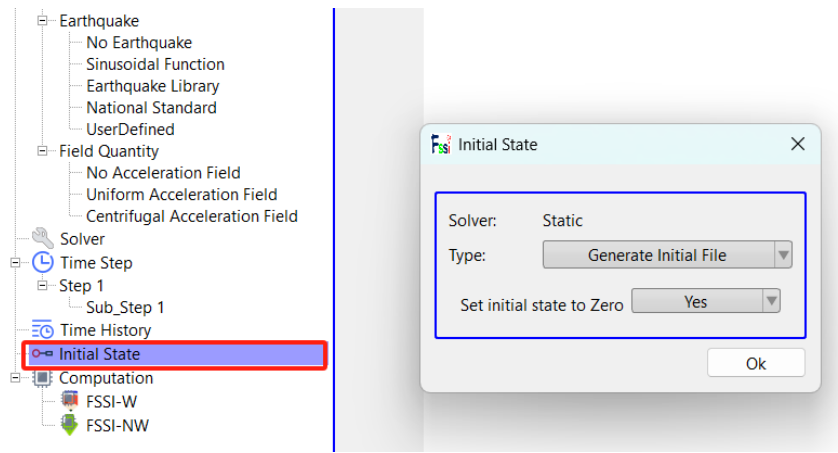 Earthquake
No Earthquake
Sinusoidal Function
Earthquake Library
National Standard
UserDefined
Field Quantity
No Acceleration Field
Uniform Acceleration Field
Centrifugal Acceleration Field
Solver
Time Step
Step 1
Sub_Step 1
Time History
Initial State
Computation
FSSI-W
FSSI-NW
Fssi Initial State
Solver: Static
Type: Generate Initial File
Set initial state to Zero Yes
Ok